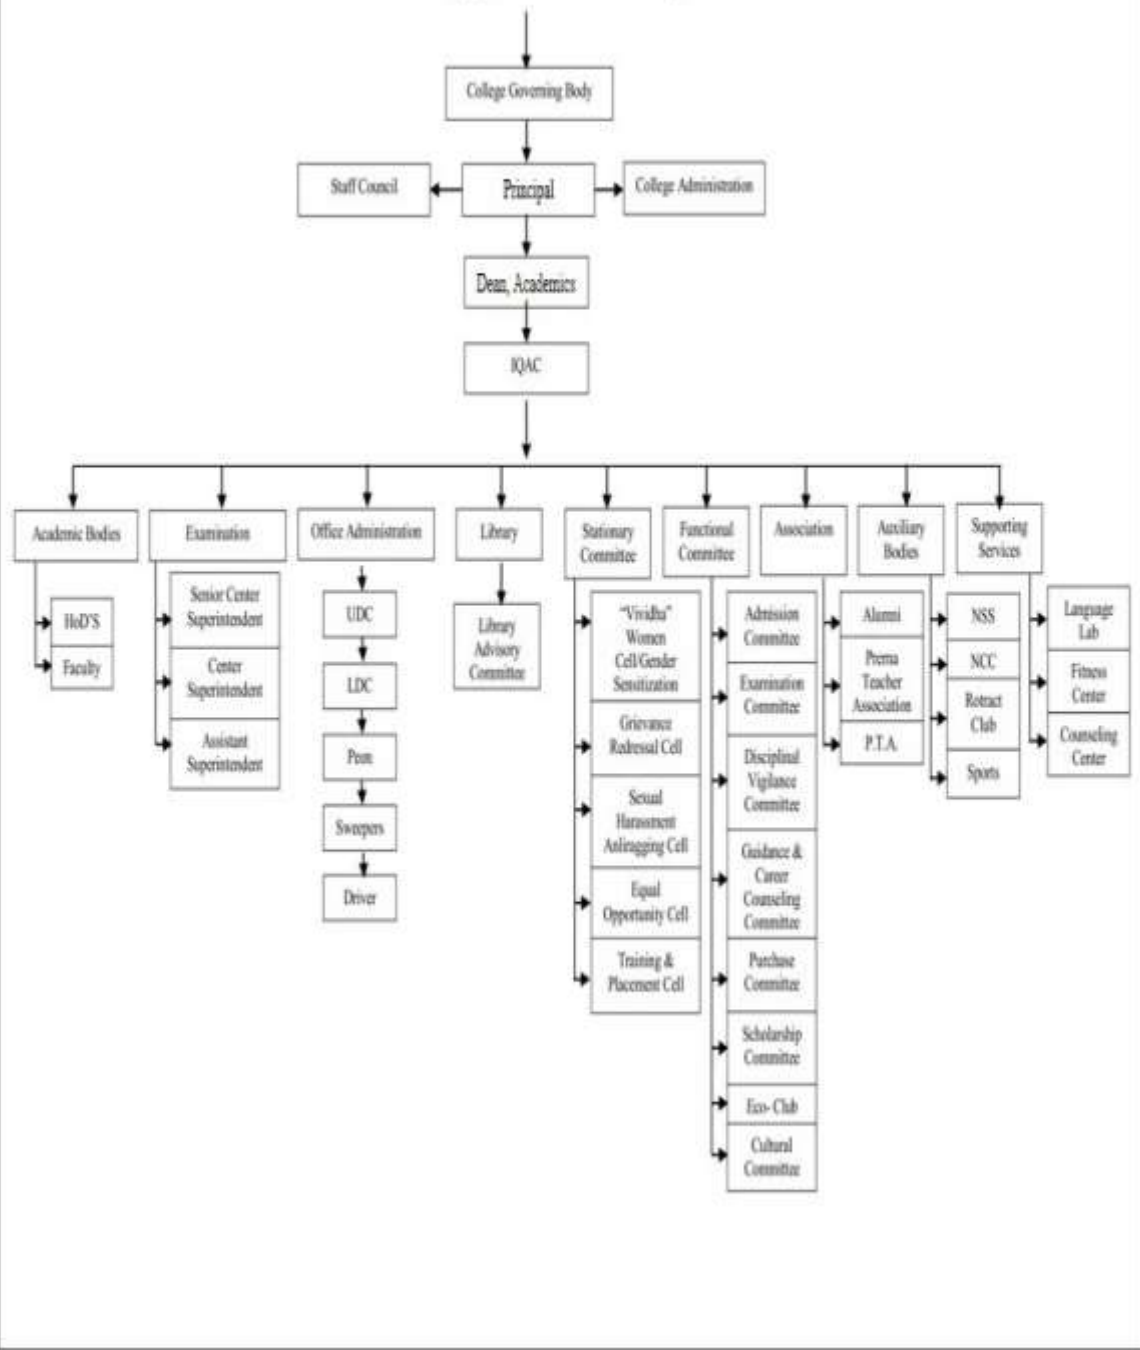 College Governing Body
Staff Council
Principal
College Administration
Dean, Academics
IQAC
Academic Bodies
HoD'S
Faculty
Examination
Senior Center
Superintendent
Center
Superintendent
Assistant
Superintendent
Office Administration
UDC
LDC
Peon
Sweepers
Driver
Library
Library
Advisory
Committee
Stationary
Committee
"Vividha"
Women
Cell/Gender
Sensitization
Grievance
Redressal Cell
Sexual
Harassment
Antiragging Cell
Equal
Opportunity Cell
Training &
Placement Cell
Functional
Committee
Admission
Committee
Examination
Committee
Disciplinal
Vigilance
Committee
Guidance &
Career
Counseling
Committee
Purchase
Committee
Scholarship
Committee
Eco- Club
Cultural
Committee
Association
Alumni
Prerna
Teacher
Association
P.T.A.
Auxiliary
Bodies
NSS
NCC
Rotract
Club
Sports
Supporting
Services
Language
Lab
Fitness
Center
Counseling
Center